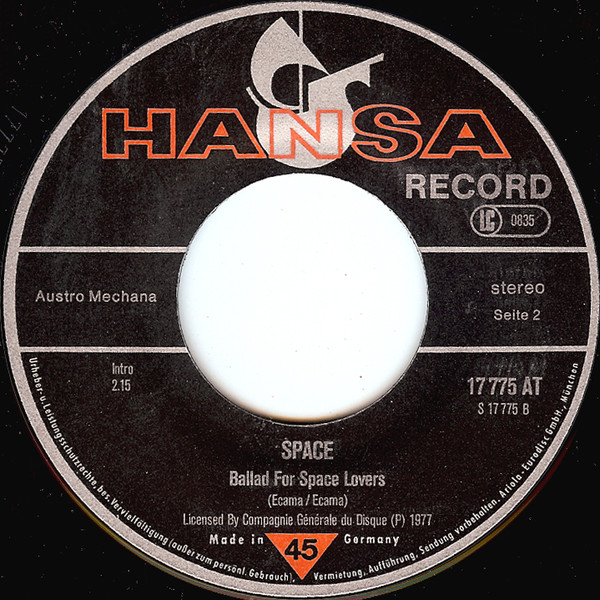 HANSA
RECORD
LC 0835
Austro Mechana
stereo
Seite 2
Intro
2.15
17 775 AT
S 17 775 B
SPACE
Ballad For Space Lovers
(Ecama / Ecama)
Licensed By Compagnie Générale du Disque (P) 1977
Made in Germany
45
Urheber- u. Leistungsschutzrechte, bes. Vervielfältigung (außer zum persönl. Gebrauch), Vermietung, Aufführung, Sendung vorbehalten. Ariola-Eurodisc GmbH., München